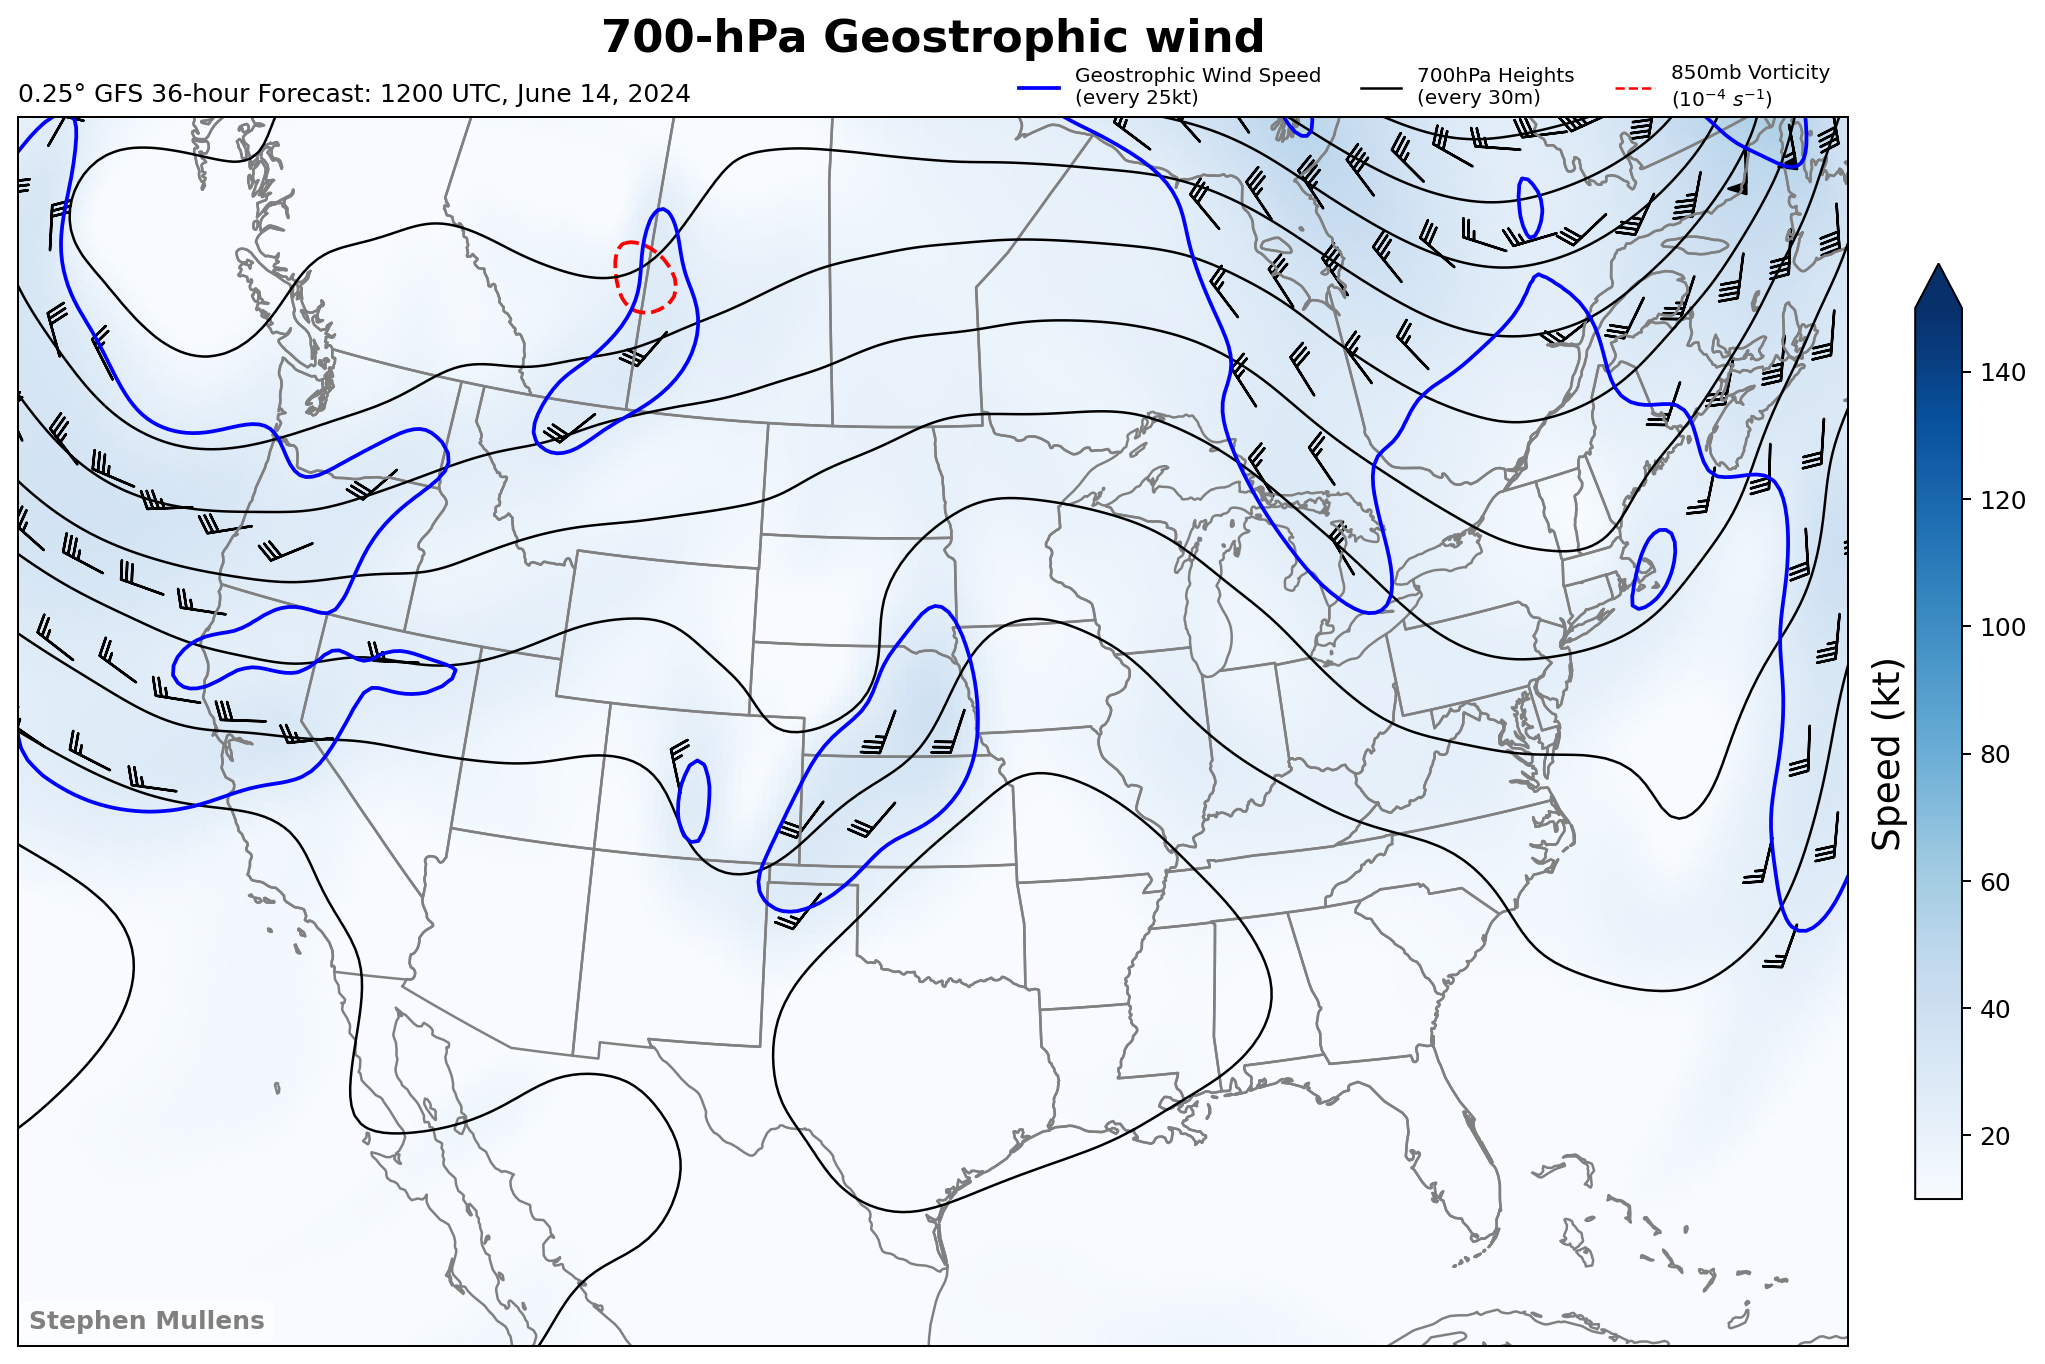 700-hPa Geostrophic wind
0.25° GFS 36-hour Forecast: 1200 UTC, June 14, 2024
Geostrophic Wind Speed
(every 25kt)
700hPa Heights
(every 30m)
850mb Vorticity
(10⁻⁴ s⁻¹)
140
120
100
80
60
40
20
Speed (kt)
Stephen Mullens